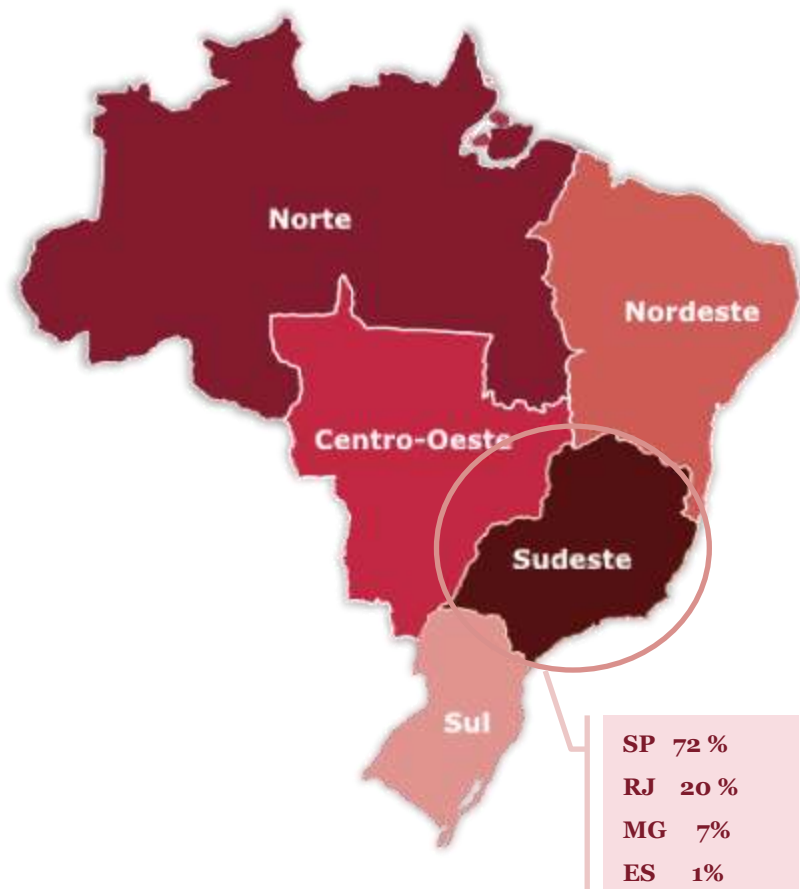 Norte
Nordeste
Centro-Oeste
Sudeste
Sul
SP 72 %
RJ 20 %
MG 7%
ES 1%